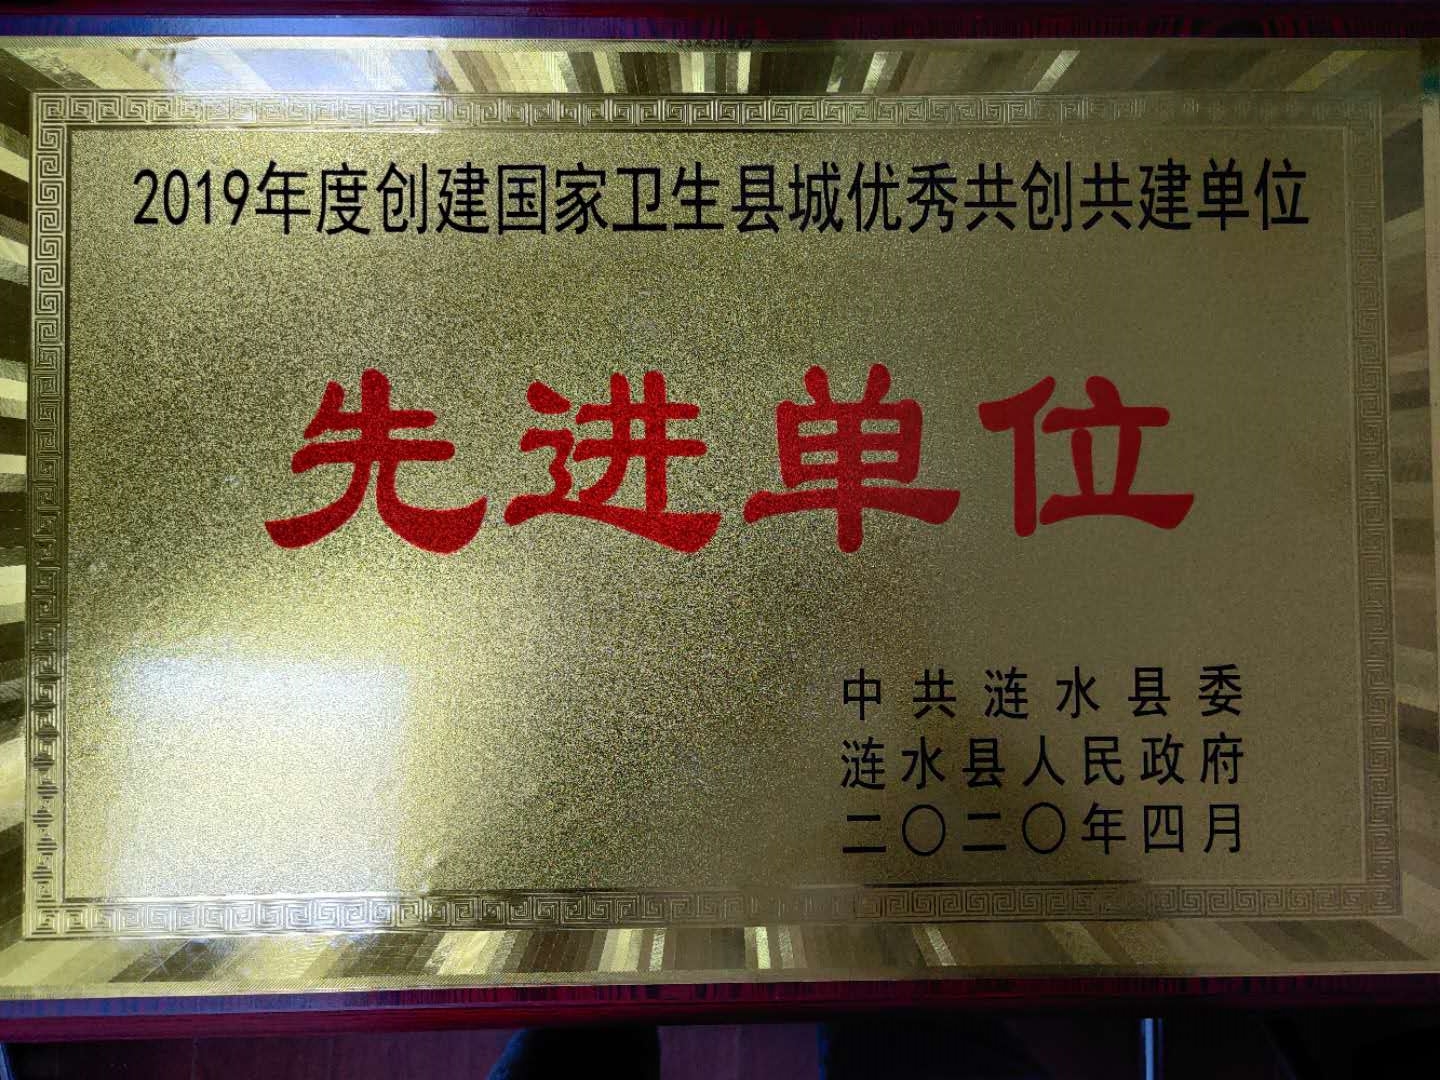 2019年度创建国家卫生县城优秀共创共建单位
先进单位
中共涟水县委
涟水县人民政府
二〇二〇年四月